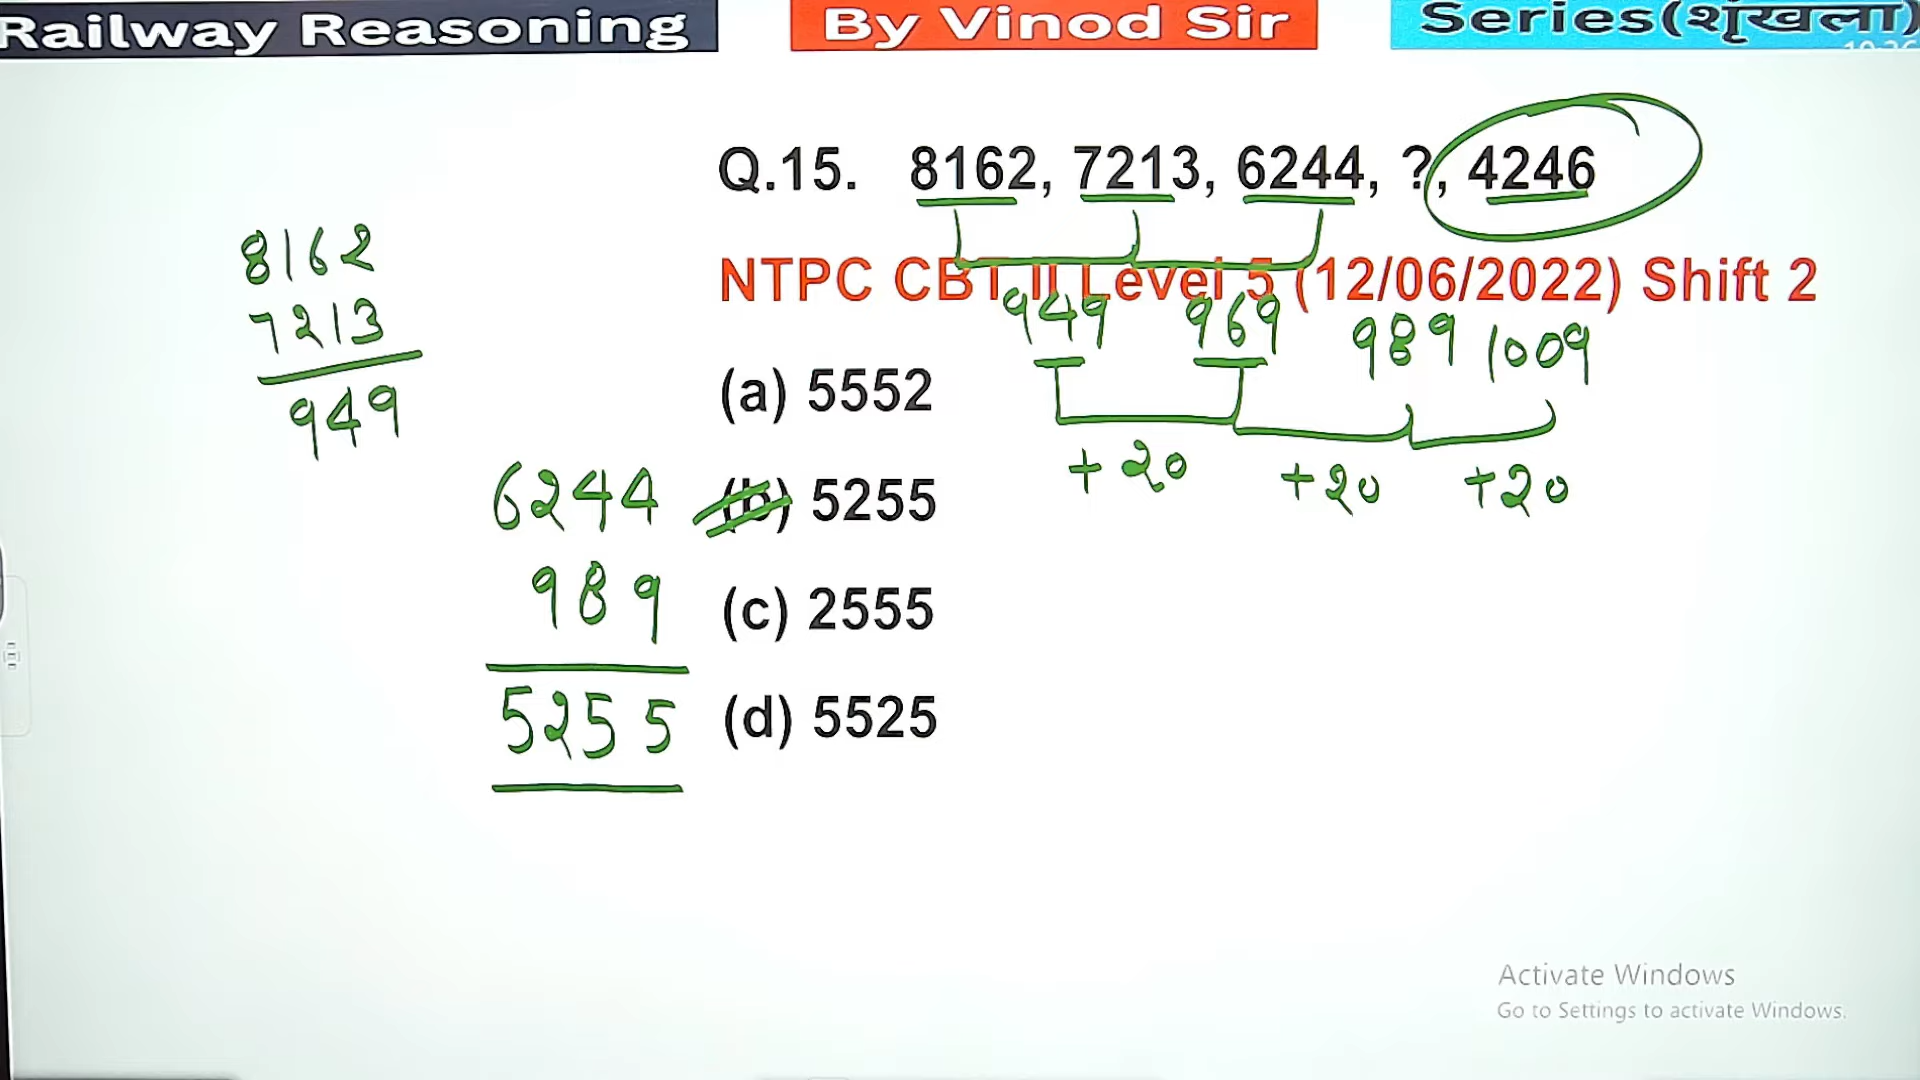 Railway Reasoning By Vinod Sir Series(शृंखला)
Q.15. 8162, 7213, 6244, ?, 4246
NTPC CBT II Level 5 (12/06/2022) Shift 2
8162
7213
949
949 969 989 1009
+20 +20 +20
(a) 5552
(b) 5255
(c) 2555
(d) 5525
6244
989
5255
Activate Windows
Go to Settings to activate Windows.